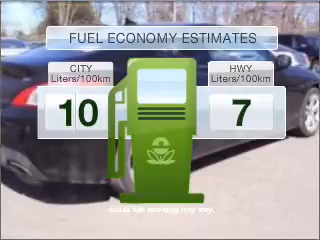 FUEL ECONOMY ESTIMATES
CITY
Liters/100km
HWY
Liters/100km
10
7
Actual fuel economy may vary.